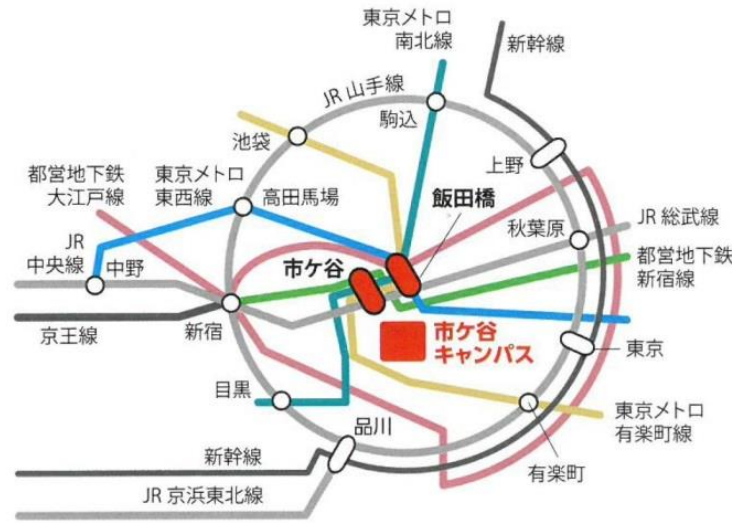 東京メトロ
南北線
新幹線
JR 山手線
駒込
池袋
上野
都営地下鉄
大江戸線
東京メトロ
東西線
高田馬場
飯田橋
秋葉原
JR 総武線
JR
中央線
中野
市ケ谷
都営地下鉄
新宿線
京王線
新宿
市ケ谷
キャンパス
東京
目黒
品川
東京メトロ
有楽町線
新幹線
有楽町
JR 京浜東北線